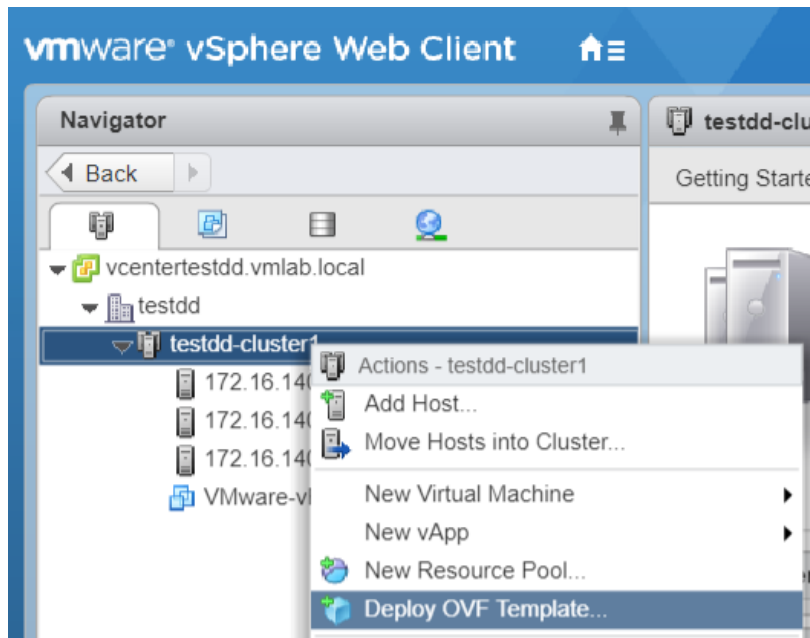 vmware® vSphere Web Client
Navigator
testdd-clu
Back
Getting Starte
vcentertestdd.vmlab.local
testdd
testdd-cluster1
Actions - testdd-cluster1
172.16.140
Add Host...
172.16.140
Move Hosts into Cluster...
172.16.140
New Virtual Machine
VMware-v
New vApp
New Resource Pool...
Deploy OVF Template...